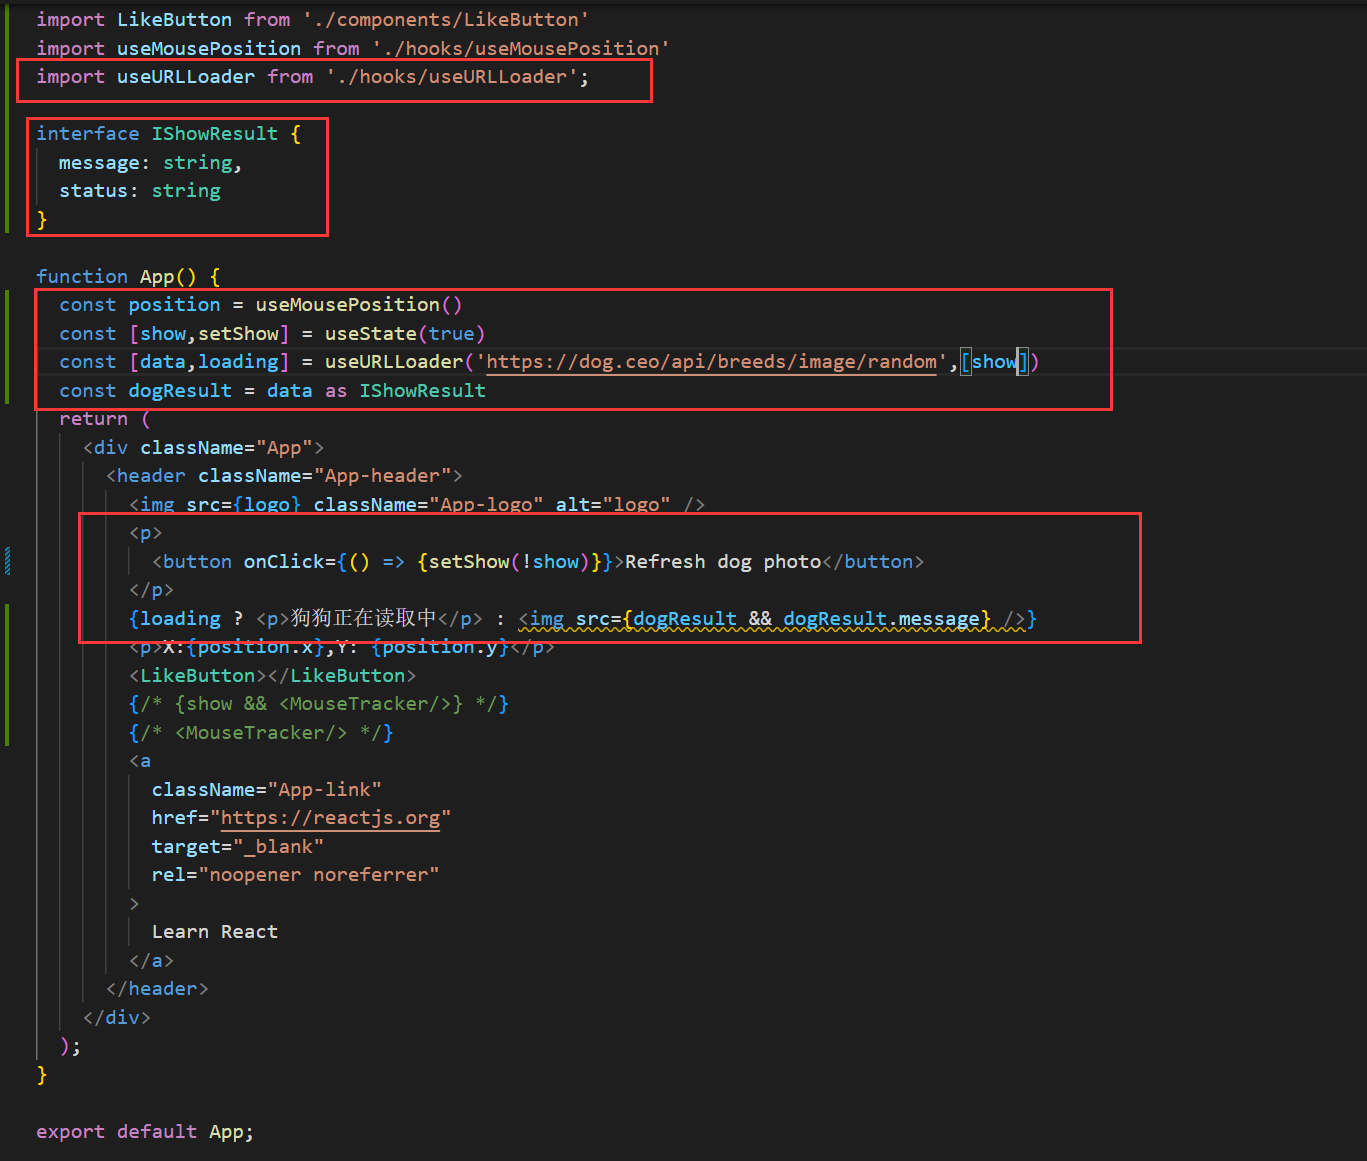 import LikeButton from './components/LikeButton'
import useMousePosition from './hooks/useMousePosition'
import useURLLoader from './hooks/useURLLoader';
interface IShowResult {
message: string,
status: string
}
function App() {
const position = useMousePosition()
const [show,setShow] = useState(true)
const [data,loading] = useURLLoader('https://dog.ceo/api/breeds/image/random',[show])
const dogResult = data as IShowResult
return (
<div className="App">
<header className="App-header">
<img src={logo} className="App-logo" alt="logo" />
<p>
<button onClick={() => {setShow(!show)}}>Refresh dog photo</button>
</p>
{loading ? <p>狗狗正在读取中</p> : <img src={dogResult && dogResult.message} />}
<p>X:{position.x},Y: {position.y}</p>
<LikeButton></LikeButton>
{/* {show && <MouseTracker/>} */}
{/* <MouseTracker/> */}
<a
className="App-link"
href="https://reactjs.org"
target="_blank"
rel="noopener noreferrer"
>
Learn React
</a>
</header>
</div>
);
}
export default App;